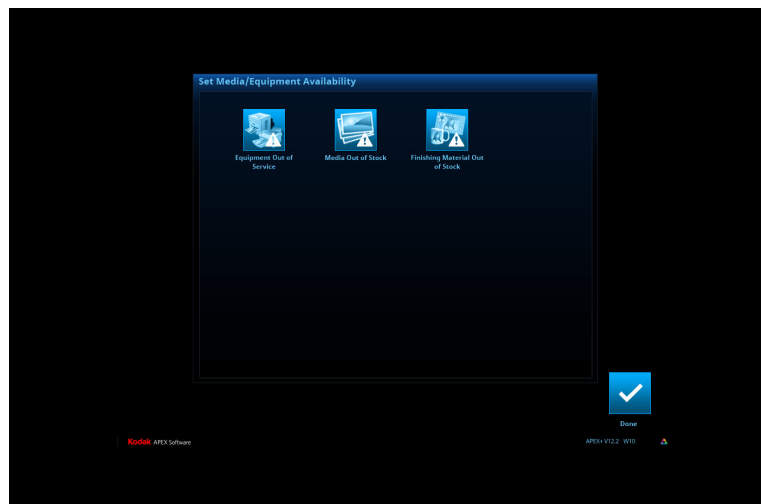 Set Media/Equipment Availability
Equipment Out of
Service
Media Out of Stock
Finishing Material Out
of Stock
Done
Kodak APEX Software
APEX+ V12.2 W10